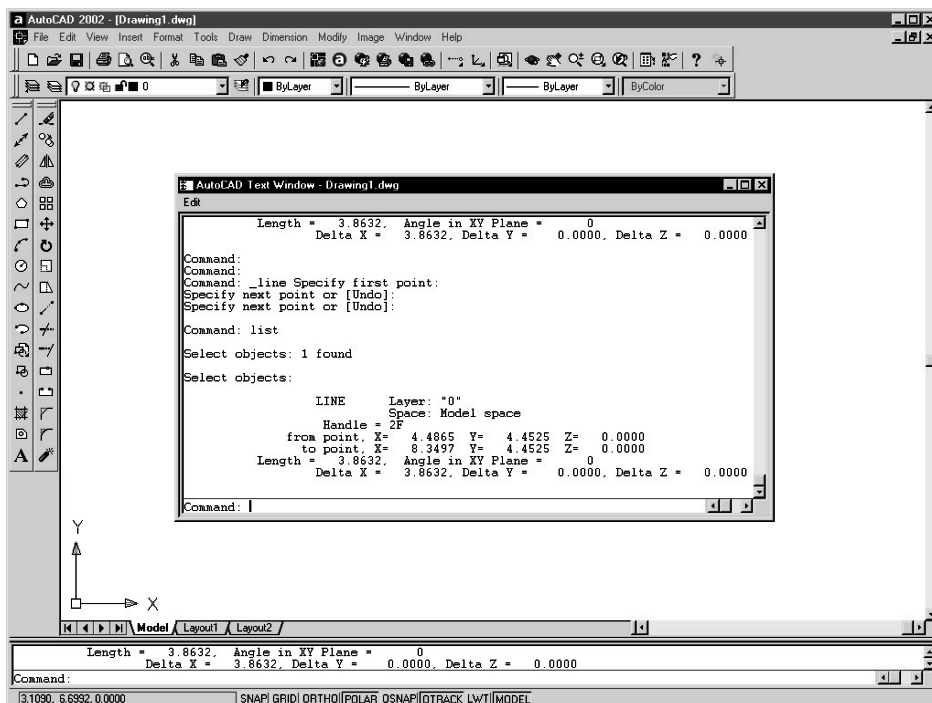 AutoCAD 2002 - [Drawing1.dwg]
File Edit View Insert Format Tools Draw Dimension Modify Image Window Help
0 ByLayer ByLayer ByLayer ByColor
AutoCAD Text Window - Drawing1.dwg
Edit
Length = 3.8632, Angle in XY Plane = 0
Delta X = 3.8632, Delta Y = 0.0000, Delta Z = 0.0000
Command:
Command:
Command: _line Specify first point:
Specify next point or [Undo]:
Specify next point or [Undo]:
Command: list
Select objects: 1 found
Select objects:
LINE Layer: "0"
Space: Model space
Handle = 2F
from point, X= 4.4865 Y= 4.4525 Z= 0.0000
to point, X= 8.3497 Y= 4.4525 Z= 0.0000
Length = 3.8632, Angle in XY Plane = 0
Delta X = 3.8632, Delta Y = 0.0000, Delta Z = 0.0000
Command:
Y
X
Model Layout1 Layout2
Length = 3.8632, Angle in XY Plane = 0
Delta X = 3.8632, Delta Y = 0.0000, Delta Z = 0.0000
Command:
3.1090, 6.6992, 0.0000 SNAP GRID ORTHO POLAR OSNAP OTRACK LWT MODEL